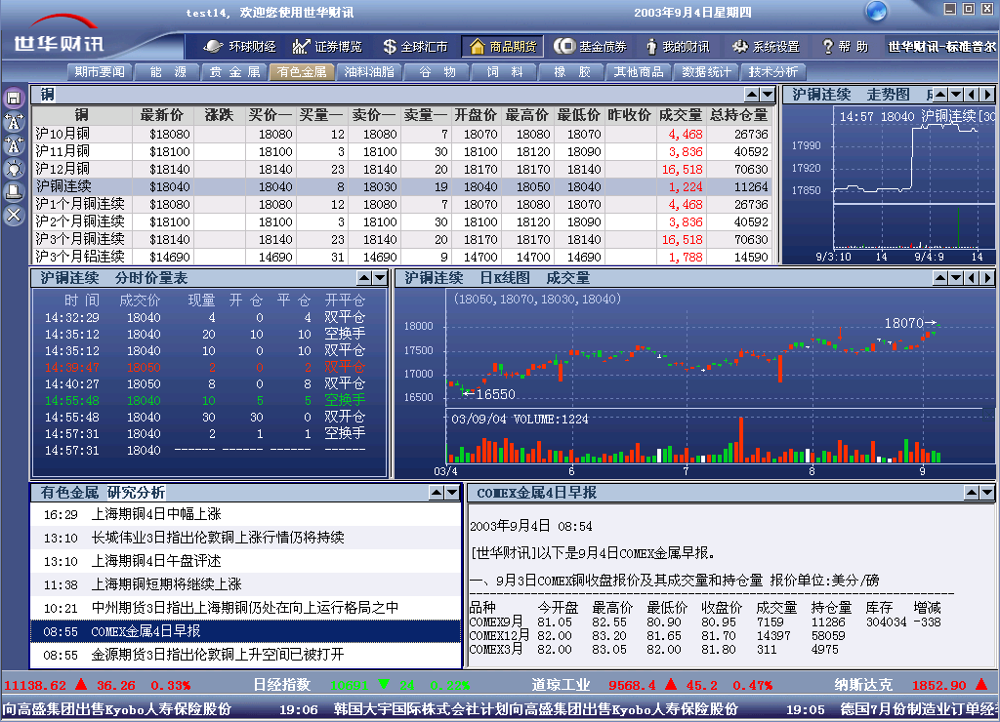 test14, 欢迎您使用世华财讯 2003年9月4日星期四
世华财讯
环球财经 证券博览 全球汇市 商品期货 基金债券 我的财讯 系统设置 帮 助 世华财讯-标准普尔
期市要闻 能 源 贵 金 属 有色金属 油料油脂 谷 物 饲 料 橡 胶 其他商品 数据统计 技术分析
铜
铜 最新价 涨跌 买价一 买量一 卖价一 卖量一 开盘价 最高价 最低价 昨收价 成交量 总持仓量
沪10月铜 $18080 18080 12 18080 7 18070 18080 18070 4,468 26736
沪11月铜 $18100 18100 3 18100 30 18100 18120 18090 3,836 40592
沪12月铜 $18140 18140 23 18140 20 18170 18170 18140 16,518 70630
沪铜连续 $18040 18040 8 18030 19 18040 18050 18040 1,224 11264
沪1个月铜连续 $18080 18080 12 18080 7 18070 18080 18070 4,468 26736
沪2个月铜连续 $18100 18100 3 18100 30 18100 18120 18090 3,836 40592
沪3个月铜连续 $18140 18140 23 18140 20 18170 18170 18140 16,518 70630
沪3个月铝连续 $14690 14690 31 14690 9 14700 14700 14690 1,788 14590
沪铜连续 走势图
14:57 18040 沪铜连续[30
17990
17920
17850
9/3:10 14 9/4:9 14
沪铜连续 分时价量表
时 间 成交价 现量 开 仓 平 仓 开平仓
14:32:29 18040 4 0 4 双平仓
14:35:12 18040 20 10 10 空换手
14:35:12 18040 10 0 10 双平仓
14:39:47 18050 2 0 2 双平仓
14:40:27 18050 8 0 8 双平仓
14:55:48 18040 10 5 5 空换手
14:55:48 18040 30 30 0 双开仓
14:57:31 18040 2 1 1 空换手
14:57:31 18040 ------ ------ ------ ------
沪铜连续 日K线图 成交量
(18050,18070,18030,18040)
18000
17500
17000
16500
18070→
←16550
03/09/04 VOLUME:1224
03/4 6 7 8 9
有色金属 研究分析
16:29 上海期铜4日中幅上涨
13:10 长城伟业3日指出伦敦铜上涨行情仍将持续
13:10 上海期铜4日午盘评述
11:38 上海期铜短期将继续上涨
10:21 中州期货3日指出上海期铜仍处在向上运行格局之中
08:55 COMEX金属4日早报
08:55 金源期货3日指出伦敦铜上升空间已被打开
COMEX金属4日早报
2003年9月4日 08:54
[世华财讯]以下是9月4日COMEX金属早报。
一、9月3日COMEX铜收盘报价及其成交量和持仓量 报价单位:美分/磅
品种 今开盘 最高价 最低价 收盘价 成交量 持仓量 库存 增减
COMEX9月 81.05 82.55 80.90 80.95 7159 11286 304034 -338
COMEX12月 82.00 83.20 81.65 81.70 14397 58059
COMEX3月 82.00 83.05 82.00 81.80 311 4975
11138.62 ▲ 36.26 0.33% 日经指数 ▼ 24 道琼工业 9568.4 ▲ 45.2 0.47% 纳斯达克 1852.90 ▲
向高盛集团出售Kyobo人寿保险股份 19:06 韩国大宇国际株式会社计划向高盛集团出售Kyobo人寿保险股份 19:05 德国7月份制造业订单经